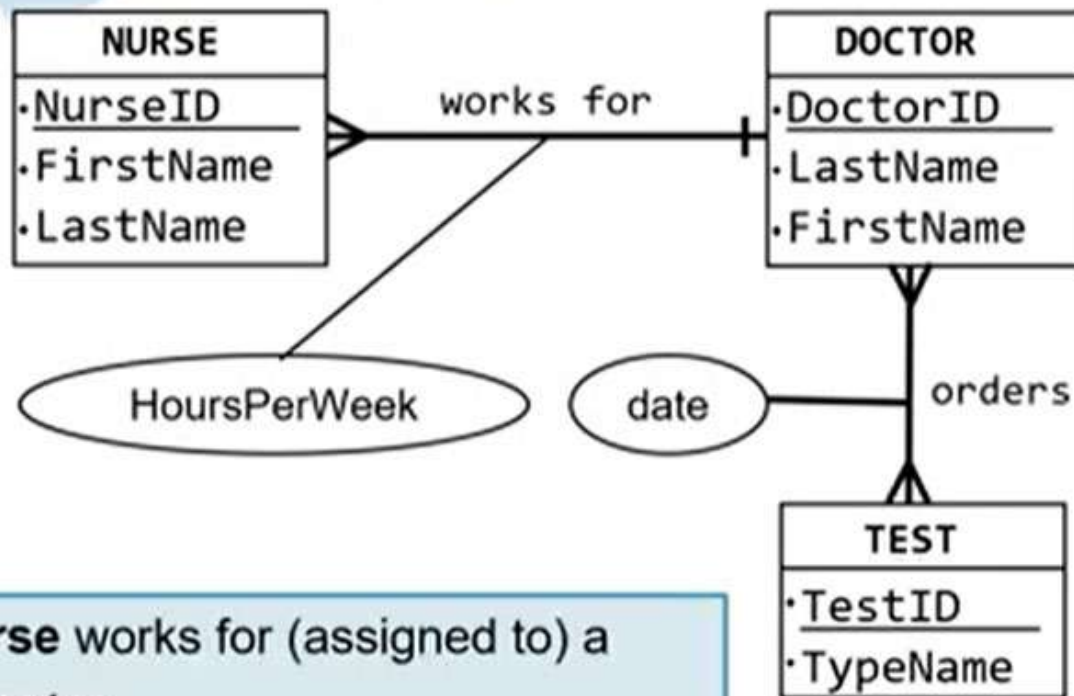 NURSE
·NurseID
·FirstName
·LastName
works for
DOCTOR
·DoctorID
·LastName
·FirstName
HoursPerWeek
date
orders
TEST
·TestID
·TypeName
works for (assigned to) a